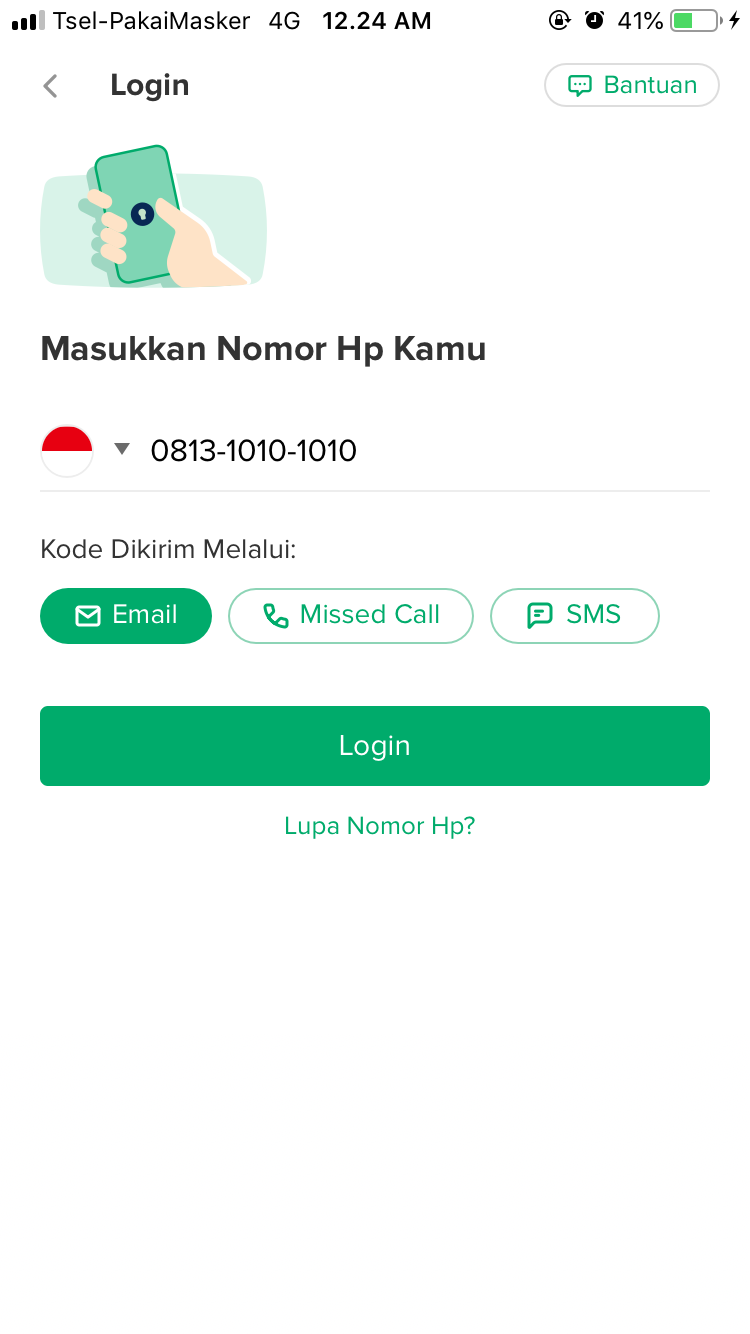 Tsel-PakaiMasker 4G 12.24 AM 41%
Login Bantuan
Masukkan Nomor Hp Kamu
0813-1010-1010
Kode Dikirim Melalui:
Email Missed Call SMS
Login
Lupa Nomor Hp?